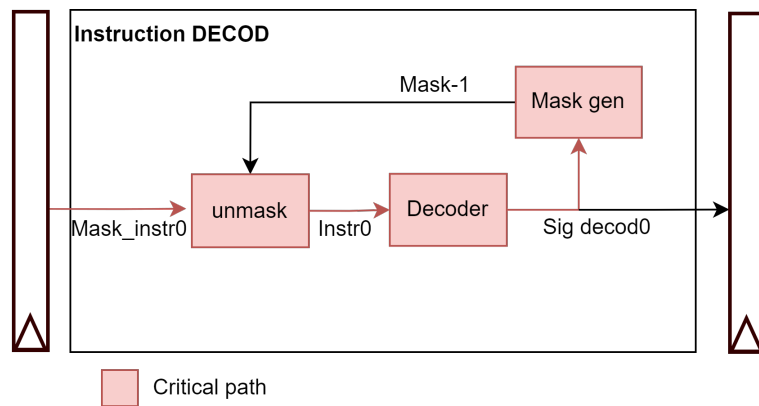 Instruction DECOD
Mask-1
Mask gen
unmask
Decoder
Mask_instr0
Instr0
Sig decod0
Critical path